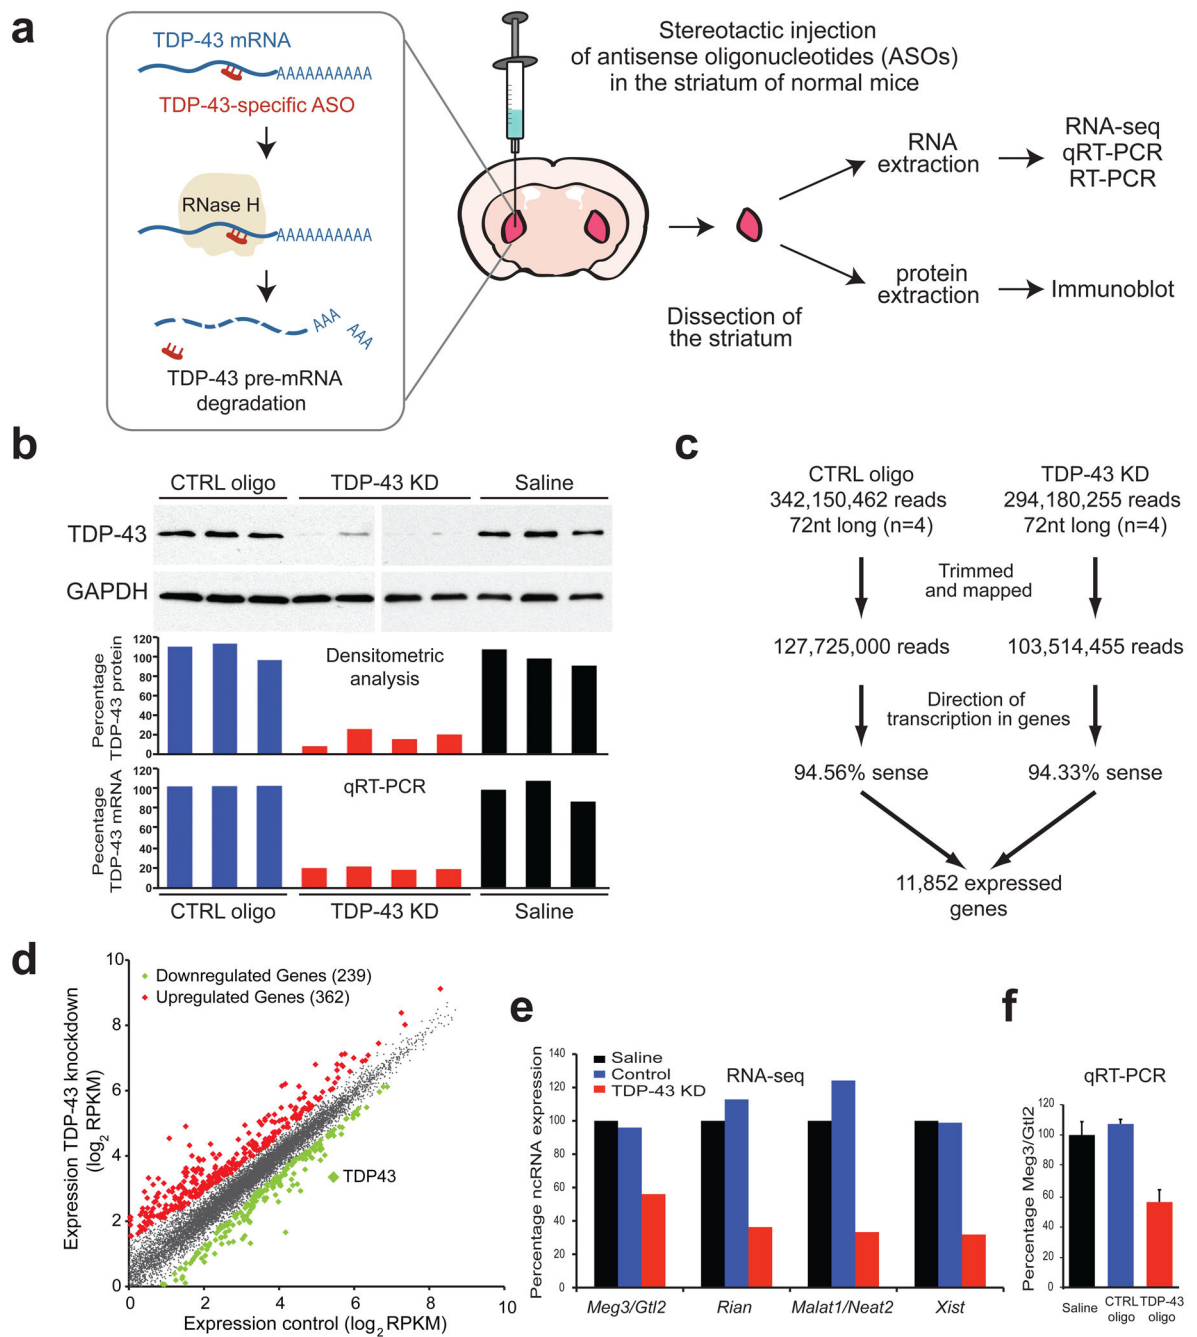 a
TDP-43 mRNA
AAAAAAAAAA
TDP-43-specific ASO
RNase H
AAAAAAAAAA
AAA
AAA
TDP-43 pre-mRNA
degradation
Stereotactic injection
of antisense oligonucleotides (ASOs)
in the striatum of normal mice
Dissection of
the striatum
RNA
extraction
RNA-seq
qRT-PCR
RT-PCR
protein
extraction
Immunoblot
b
CTRL oligo
TDP-43 KD
Saline
TDP-43
GAPDH
Percentage
TDP-43 protein
120
100
80
60
40
20
0
Densitometric
analysis
Pecentage
TDP-43 mRNA
120
100
80
60
40
20
0
qRT-PCR
CTRL oligo
TDP-43 KD
Saline
c
CTRL oligo
342,150,462 reads
72nt long (n=4)
TDP-43 KD
294,180,255 reads
72nt long (n=4)
Trimmed
and mapped
127,725,000 reads
103,514,455 reads
Direction of
transcription in genes
94.56% sense
94.33% sense
11,852 expressed
genes
d
Expression TDP-43 knockdown
(log2 RPKM)
10
8
6
4
2
0
Downregulated Genes (239)
Upregulated Genes (362)
TDP43
0 2 4 6 8 10
Expression control (log2 RPKM)
e
Percentage ncRNA expression
140
120
100
80
60
40
20
0
Saline
Control
TDP-43 KD
RNA-seq
Meg3/Gtl2
Rian
Malat1/Neat2
Xist
f
qRT-PCR
Percentage Meg3/Gtl2
120
100
80
60
40
20
0
Saline
CTRL
oligo
TDP-43
oligo